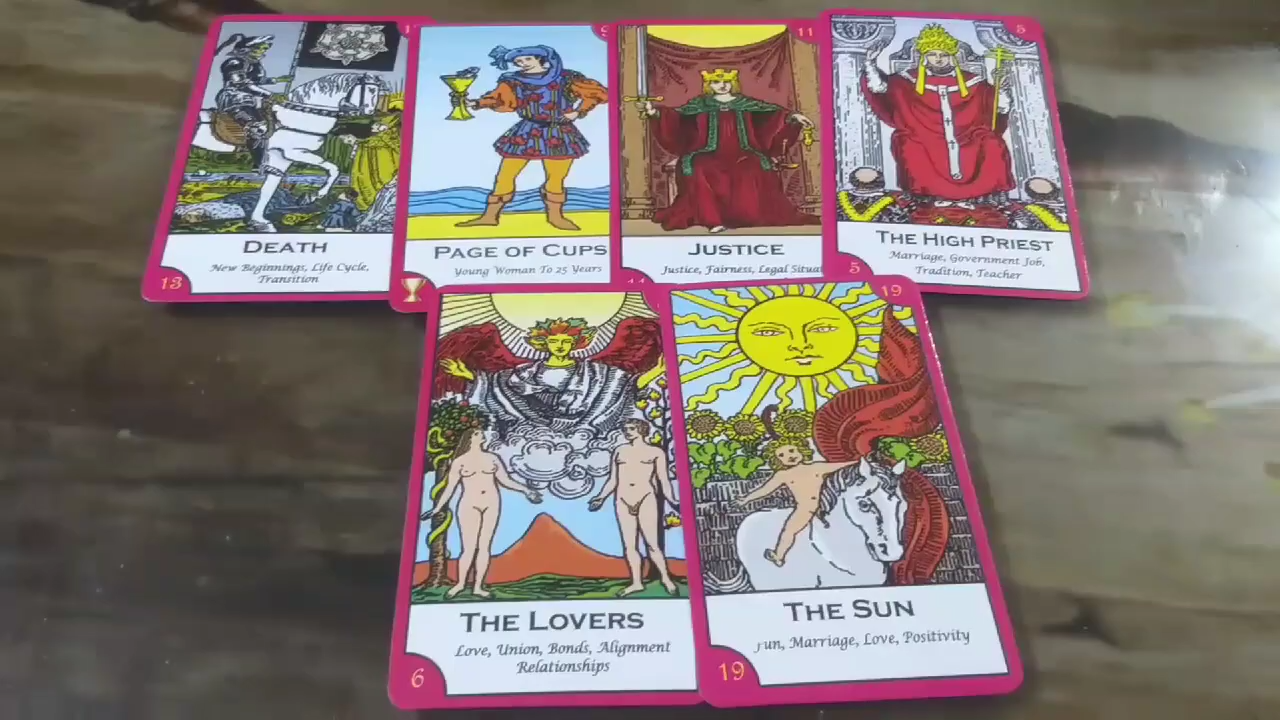 DEATH
New Beginnings, Life Cycle,
Transition
13
PAGE OF CUPS
Young Woman To 25 Years
11
JUSTICE
Justice, Fairness, Legal
5
THE HIGH PRIEST
Marriage, Government Job,
Tradition, Teacher
5
THE LOVERS
Love, Union, Bonds, Alignment
Relationships
6
19
THE SUN
Fun, Marriage, Love, Positivity
19